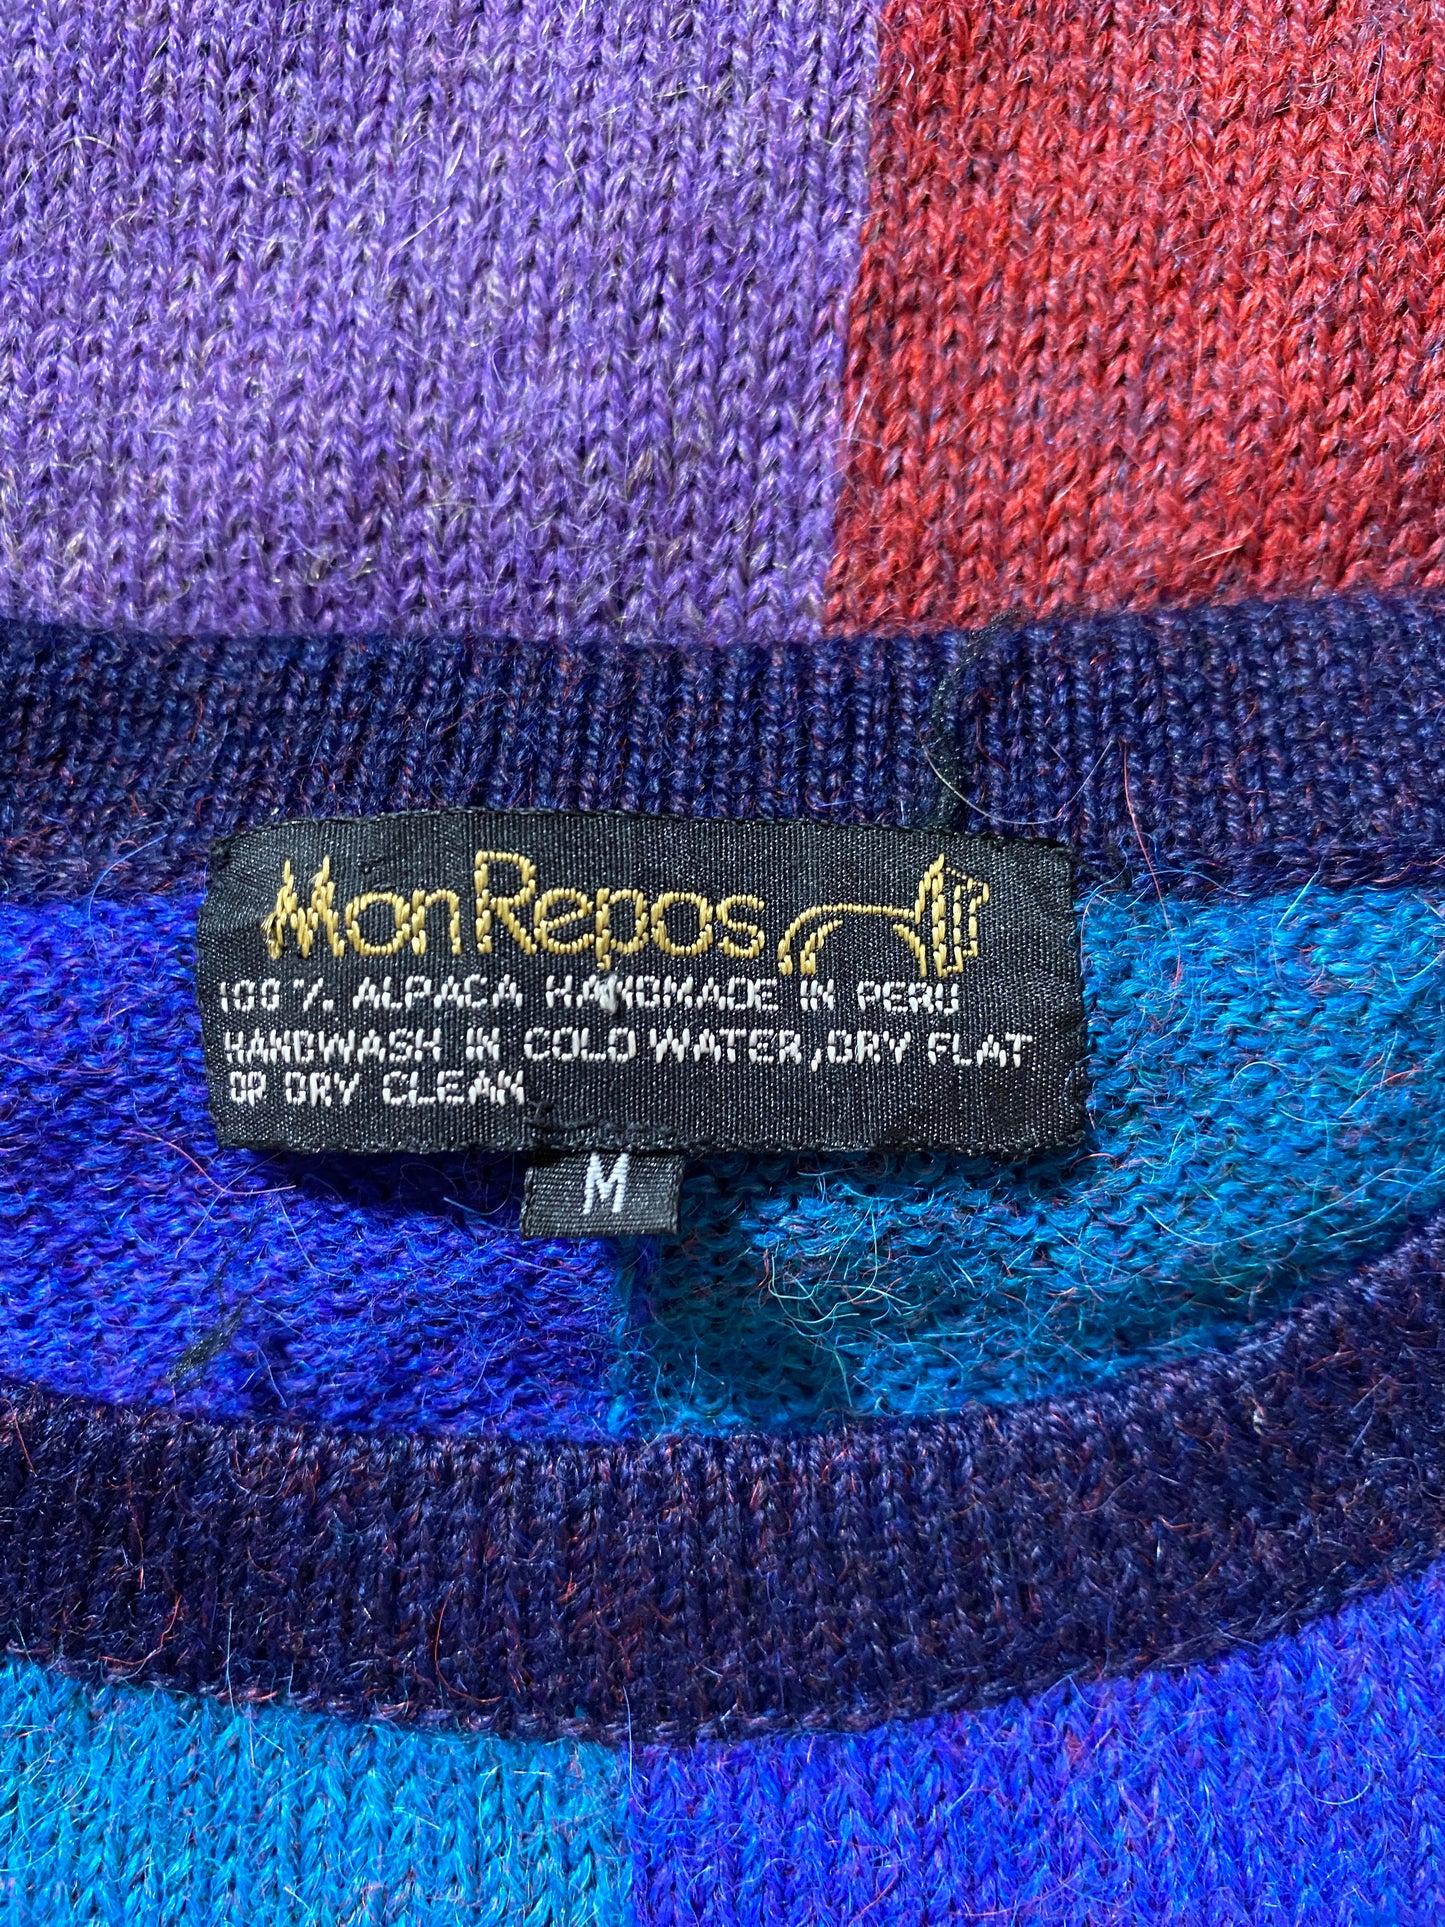 MonRepos
100% ALPACA HANDMADE IN PERU
HANDWASH IN COLD WATER,DRY FLAT
OR DRY CLEAN
M